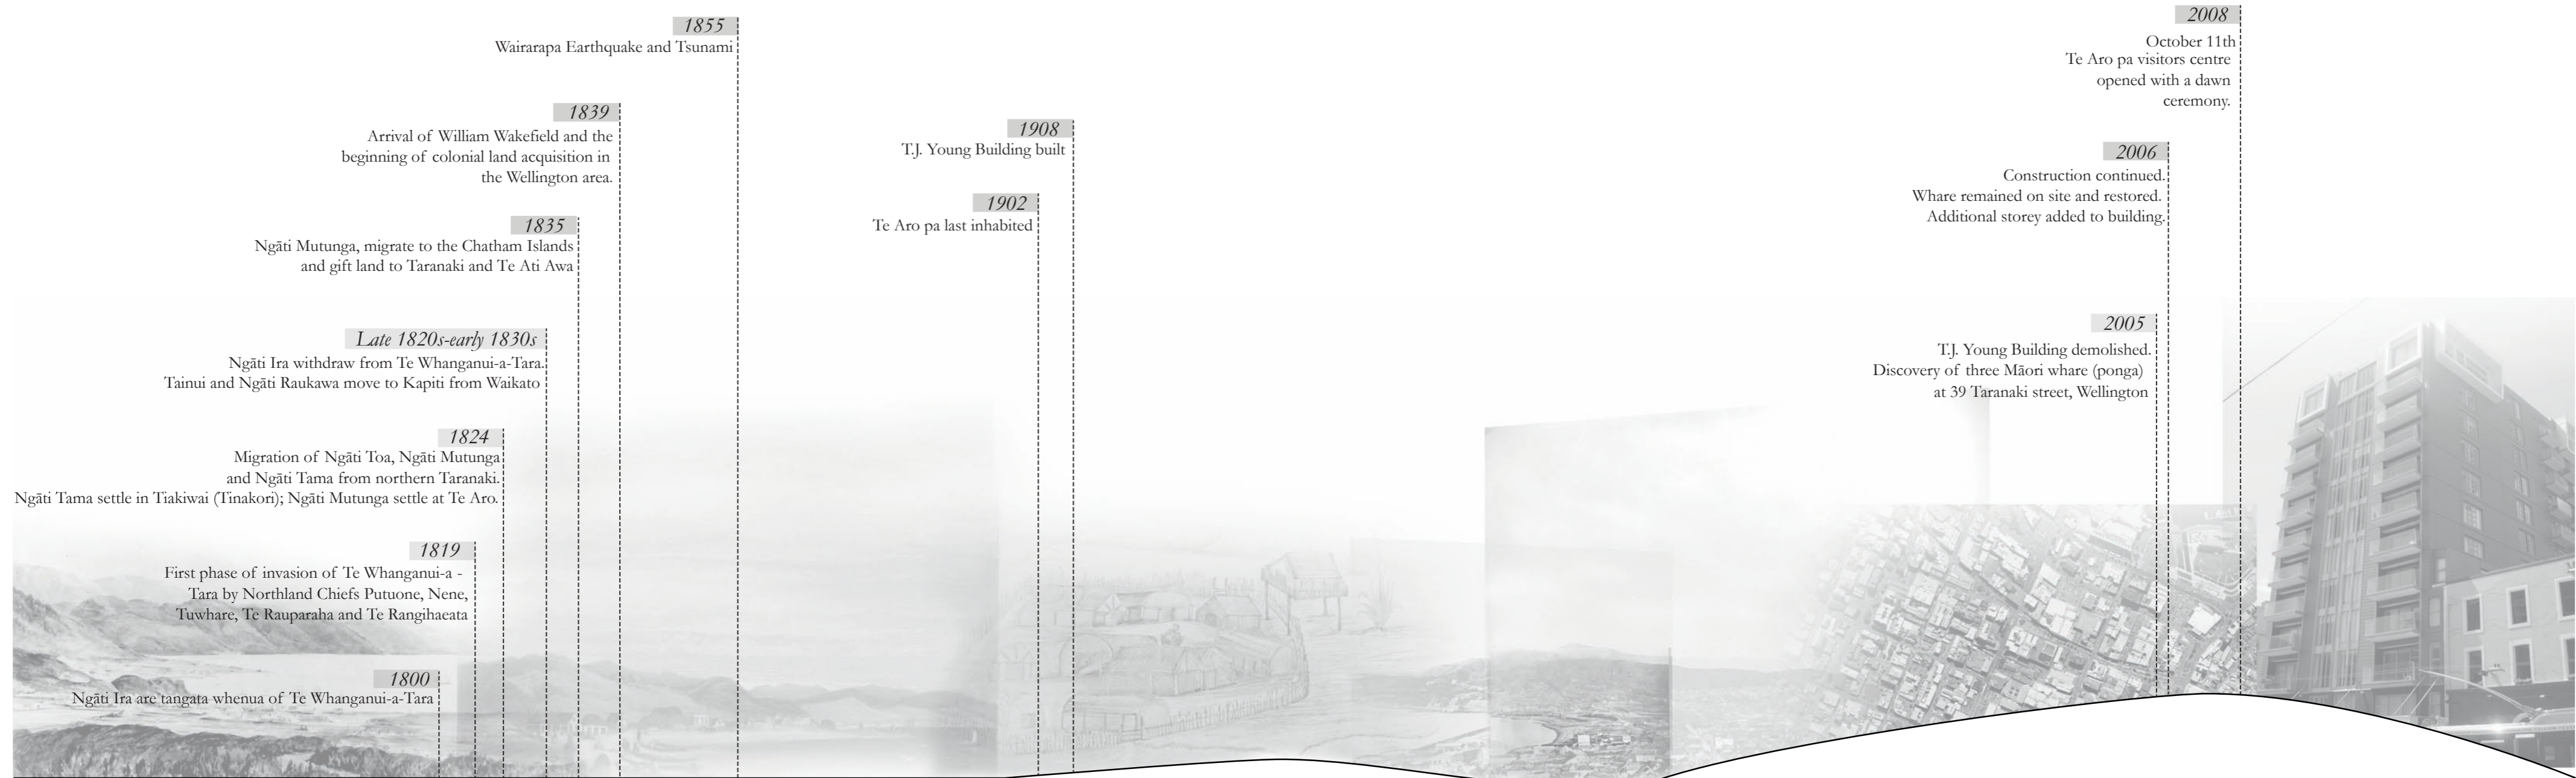 1800
Ngāti Ira are tangata whenua of Te Whanganui-a-Tara
1819
First phase of invasion of Te Whanganui-a -
Tara by Northland Chiefs Putuone, Nene,
Tuwhare, Te Rauparaha and Te Rangihaeata
1824
Migration of Ngāti Toa, Ngāti Mutunga
and Ngāti Tama from northern Taranaki.
Ngāti Tama settle in Tiakiwai (Tinakori); Ngāti Mutunga settle at Te Aro.
Late 1820s-early 1830s
Ngāti Ira withdraw from Te Whanganui-a-Tara.
Tainui and Ngāti Raukawa move to Kapiti from Waikato
1835
Ngāti Mutunga, migrate to the Chatham Islands
and gift land to Taranaki and Te Ati Awa
1839
Arrival of William Wakefield and the
beginning of colonial land acquisition in
the Wellington area.
1855
Wairarapa Earthquake and Tsunami
1902
Te Aro pa last inhabited
1908
T.J. Young Building built
2005
T.J. Young Building demolished.
Discovery of three Māori whare (ponga)
at 39 Taranaki street, Wellington
2006
Construction continued.
Whare remained on site and restored.
Additional storey added to building.
2008
October 11th
Te Aro pa visitors centre
opened with a dawn
ceremony.